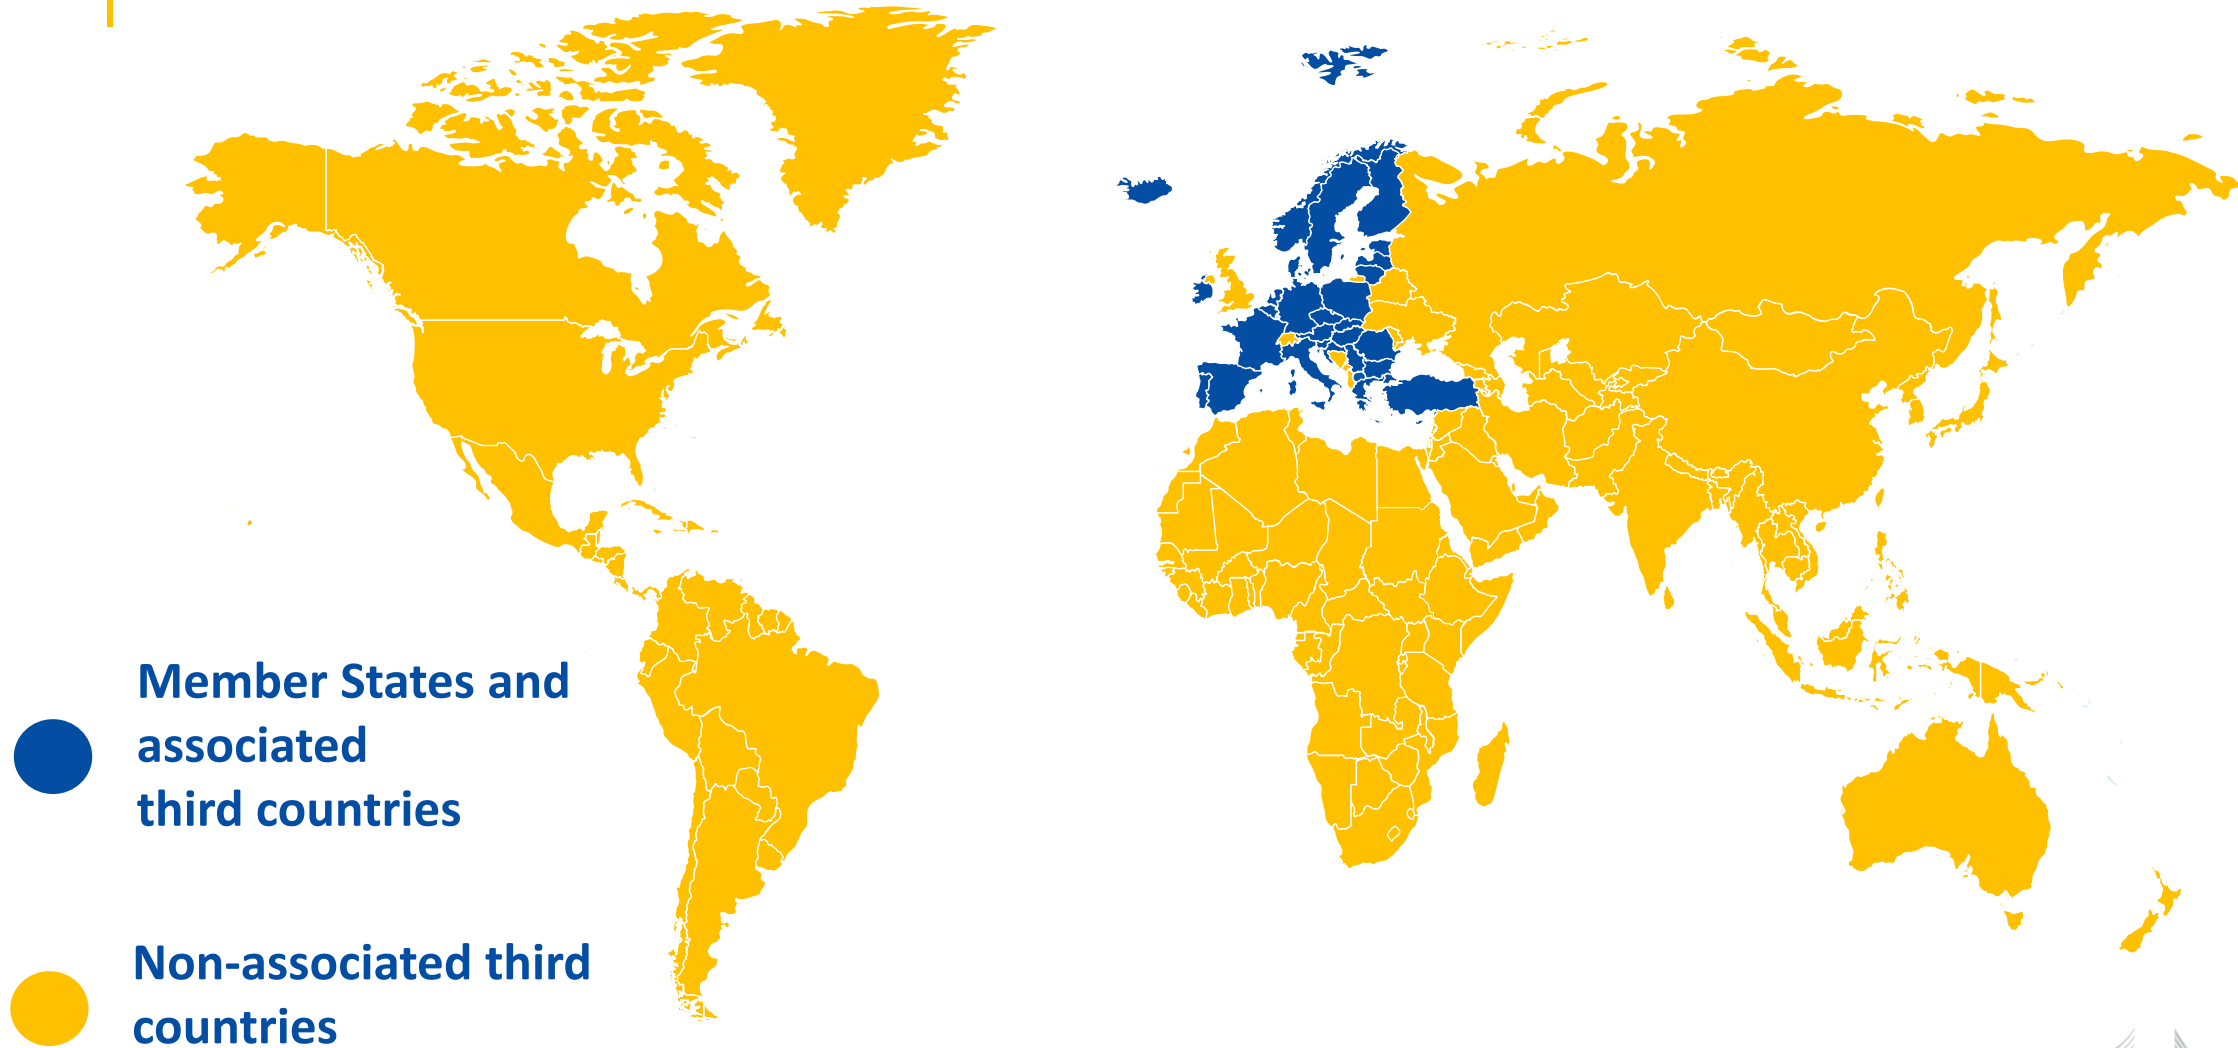 Member States and
associated
third countries
Non-associated third
countries